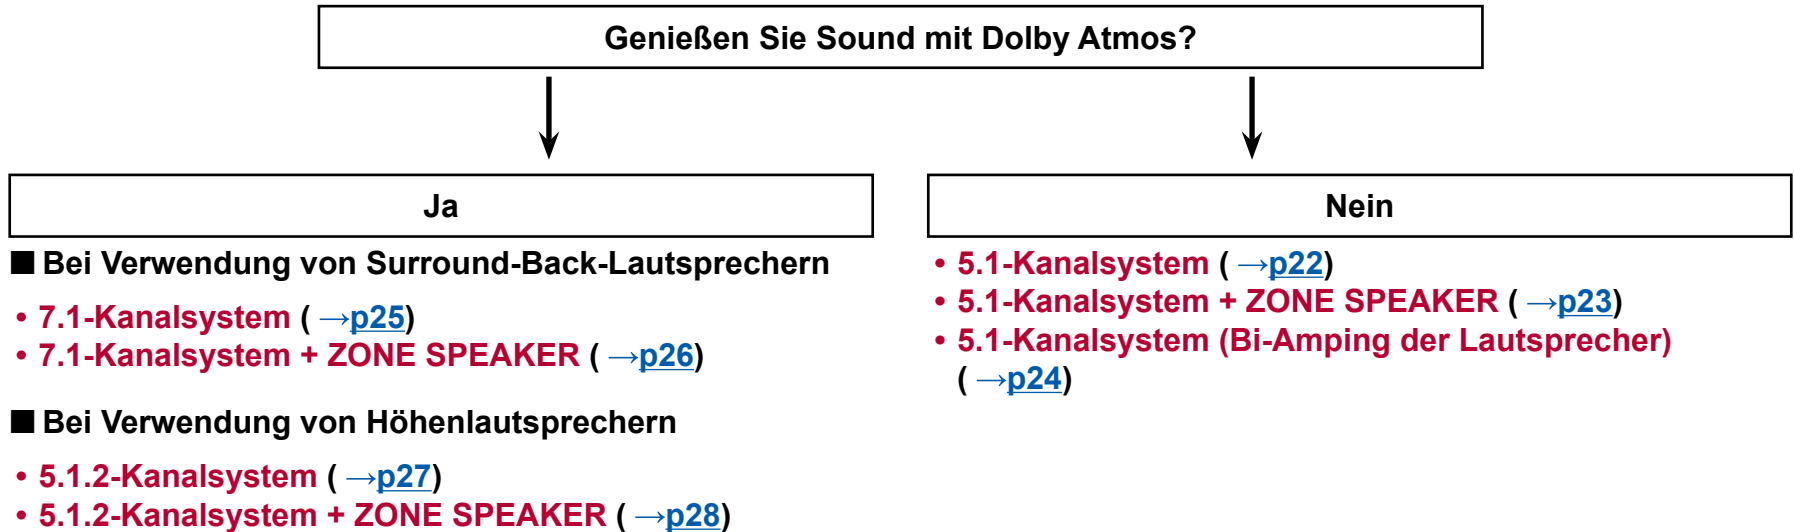 Genießen Sie Sound mit Dolby Atmos?
Ja
■ Bei Verwendung von Surround-Back-Lautsprechern
• 7.1-Kanalsystem ( →p25)
• 7.1-Kanalsystem + ZONE SPEAKER ( →p26)
■ Bei Verwendung von Höhenlautsprechern
• 5.1.2-Kanalsystem ( →p27)
• 5.1.2-Kanalsystem + ZONE SPEAKER ( →p28)
Nein
• 5.1-Kanalsystem ( →p22)
• 5.1-Kanalsystem + ZONE SPEAKER ( →p23)
• 5.1-Kanalsystem (Bi-Amping der Lautsprecher)
( →p24)